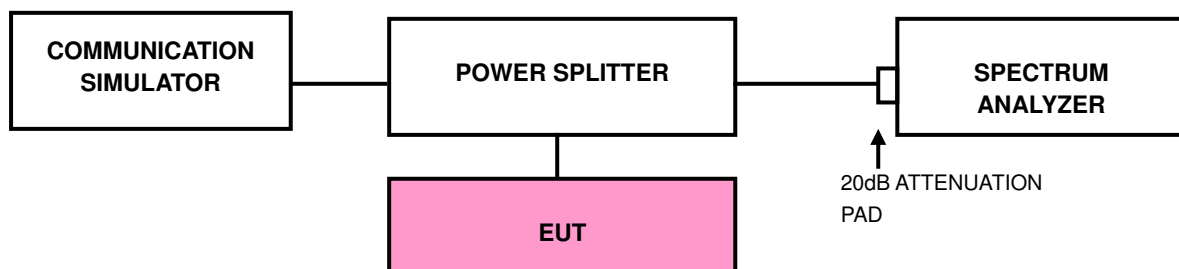 COMMUNICATION
SIMULATOR
POWER SPLITTER
SPECTRUM
ANALYZER
20dB ATTENUATION
PAD
EUT